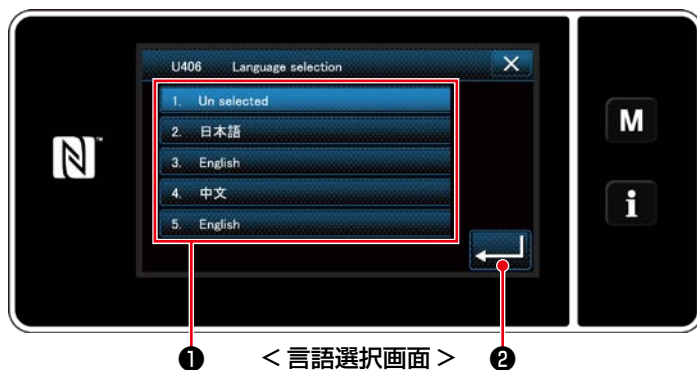 U406 Language selection
1. Un selected
2. 日本語
3. English
4. 中文
5. English
M
i
❶ <言語選択画面> ❷